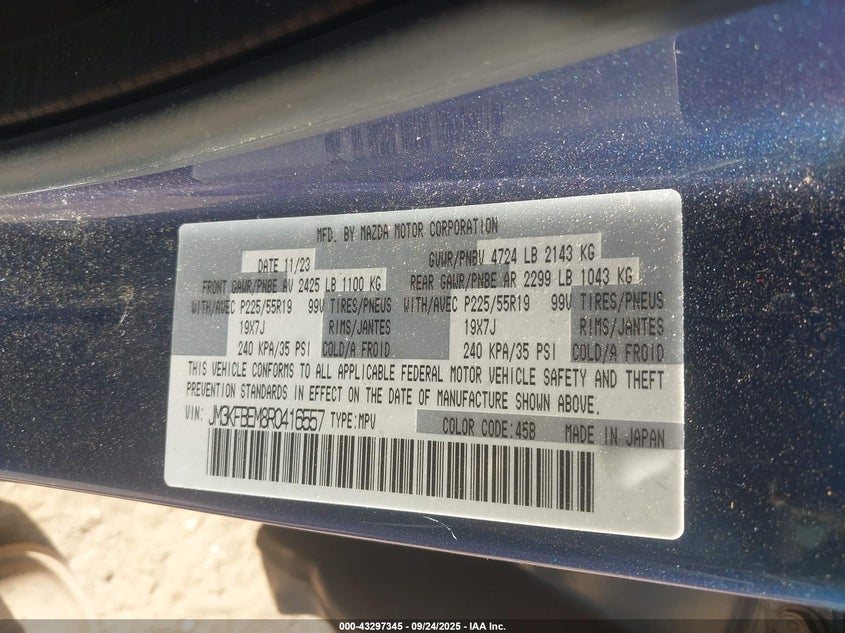 MFD. BY MAZDA MOTOR CORPORATION
DATE 11/23 GVWR/PNBV 4724 LB 2143 KG
FRONT GAWR/PNBE AV 2425 LB 1100 KG REAR GAWR/PNBE AR 2299 LB 1043 KG
WITH/AVEC P225/55R19 99V TIRES/PNEUS WITH/AVEC P225/55R19 99V TIRES/PNEUS
19X7J RIMS/JANTES 19X7J RIMS/JANTES
240 KPA/35 PSI COLD/A FROID 240 KPA/35 PSI COLD/A FROID
THIS VEHICLE CONFORMS TO ALL APPLICABLE FEDERAL MOTOR VEHICLE SAFETY AND THEFT
PREVENTION STANDARDS IN EFFECT ON THE DATE OF MANUFACTURE SHOWN ABOVE.
VIN: JM3KFBEM8R0416557 TYPE:MPV COLOR CODE:45B MADE IN JAPAN
000-43297345 - 09/24/2025 - IAA Inc.